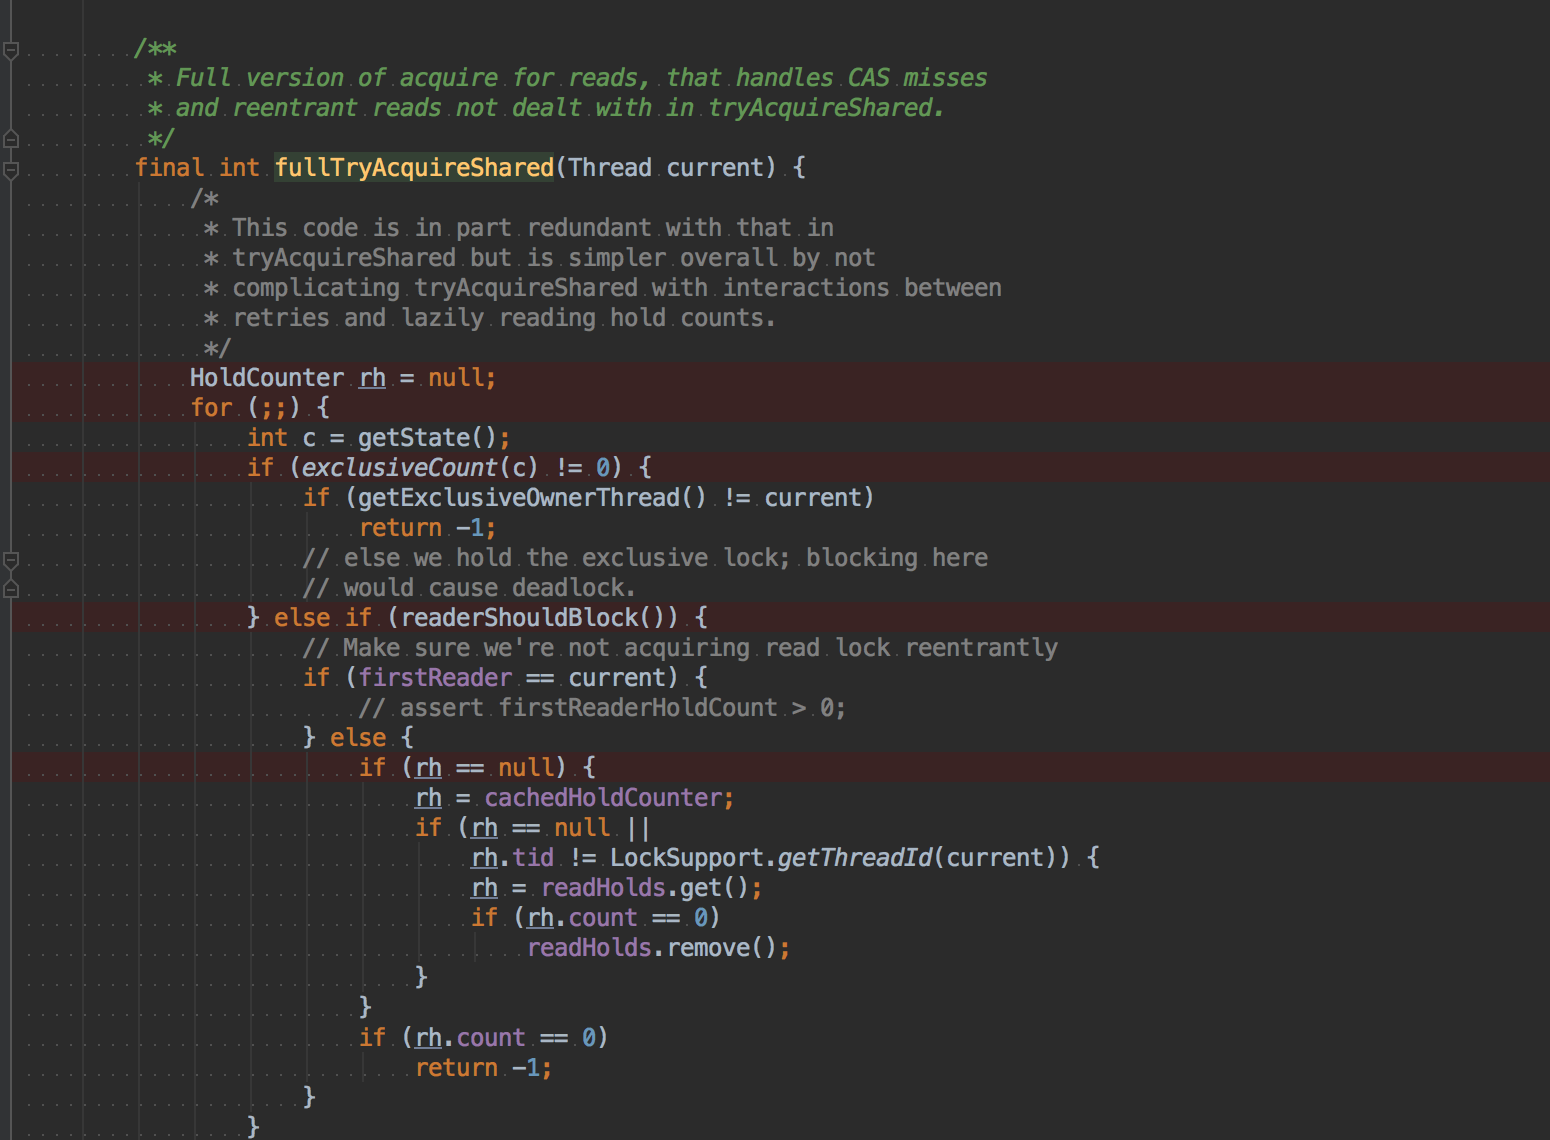 /**
 * Full version of acquire for reads, that handles CAS misses
 * and reentrant reads not dealt with in tryAcquireShared.
 */
final int fullTryAcquireShared(Thread current) {
    /*
     * This code is in part redundant with that in
     * tryAcquireShared but is simpler overall by not
     * complicating tryAcquireShared with interactions between
     * retries and lazily reading hold counts.
     */
    HoldCounter rh = null;
    for (;;) {
        int c = getState();
        if (exclusiveCount(c) != 0) {
            if (getExclusiveOwnerThread() != current)
                return -1;
            // else we hold the exclusive lock; blocking here
            // would cause deadlock.
        } else if (readerShouldBlock()) {
            // Make sure we're not acquiring read lock reentrantly
            if (firstReader == current) {
                // assert firstReaderHoldCount > 0;
            } else {
                if (rh == null) {
                    rh = cachedHoldCounter;
                    if (rh == null ||
                        rh.tid != LockSupport.getThreadId(current)) {
                        rh = readHolds.get();
                        if (rh.count == 0)
                            readHolds.remove();
                    }
                }
                if (rh.count == 0)
                    return -1;
            }
        }